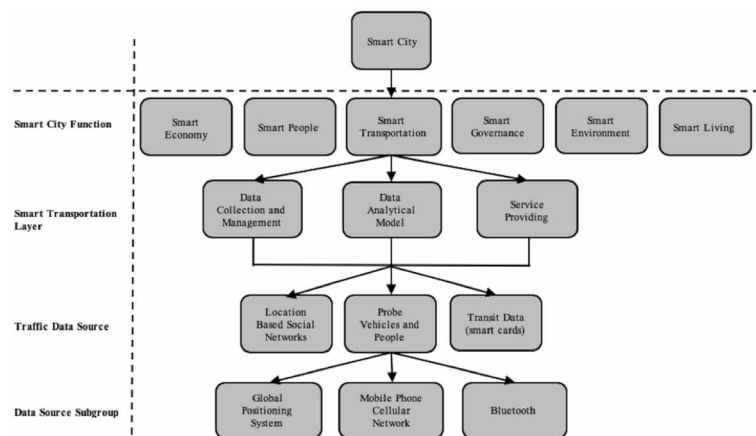 Smart City
Smart City Function
Smart
Economy
Smart People
Smart
Transportation
Smart
Governance
Smart
Environment
Smart Living
Smart Transportation
Layer
Data
Collection and
Management
Data
Analytical
Model
Service
Providing
Traffic Data Source
Location
Based Social
Networks
Probe
Vehicles and
People
Transit Data
(smart cards)
Data Source Subgroup
Global
Positioning
System
Mobile Phone
Cellular
Network
Bluetooth